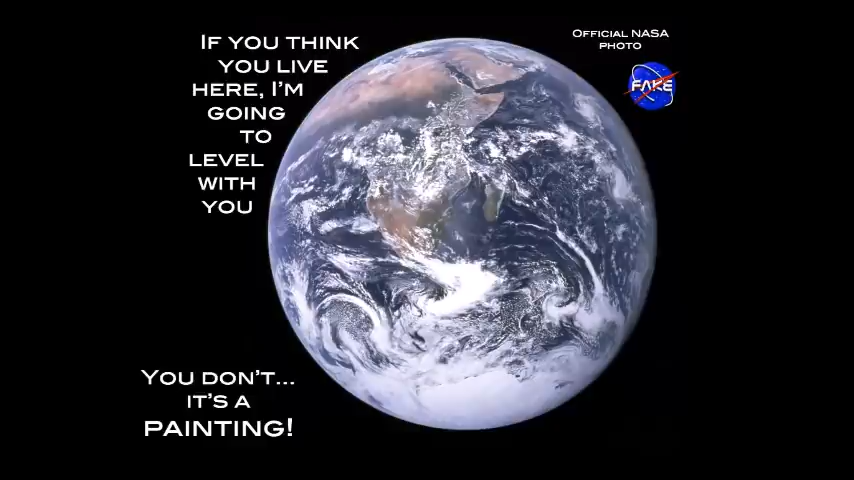 If you think
you live
here, I'm
going
to
level
with
you
Official NASA
photo
FAKE
You don't...
it's a
painting!